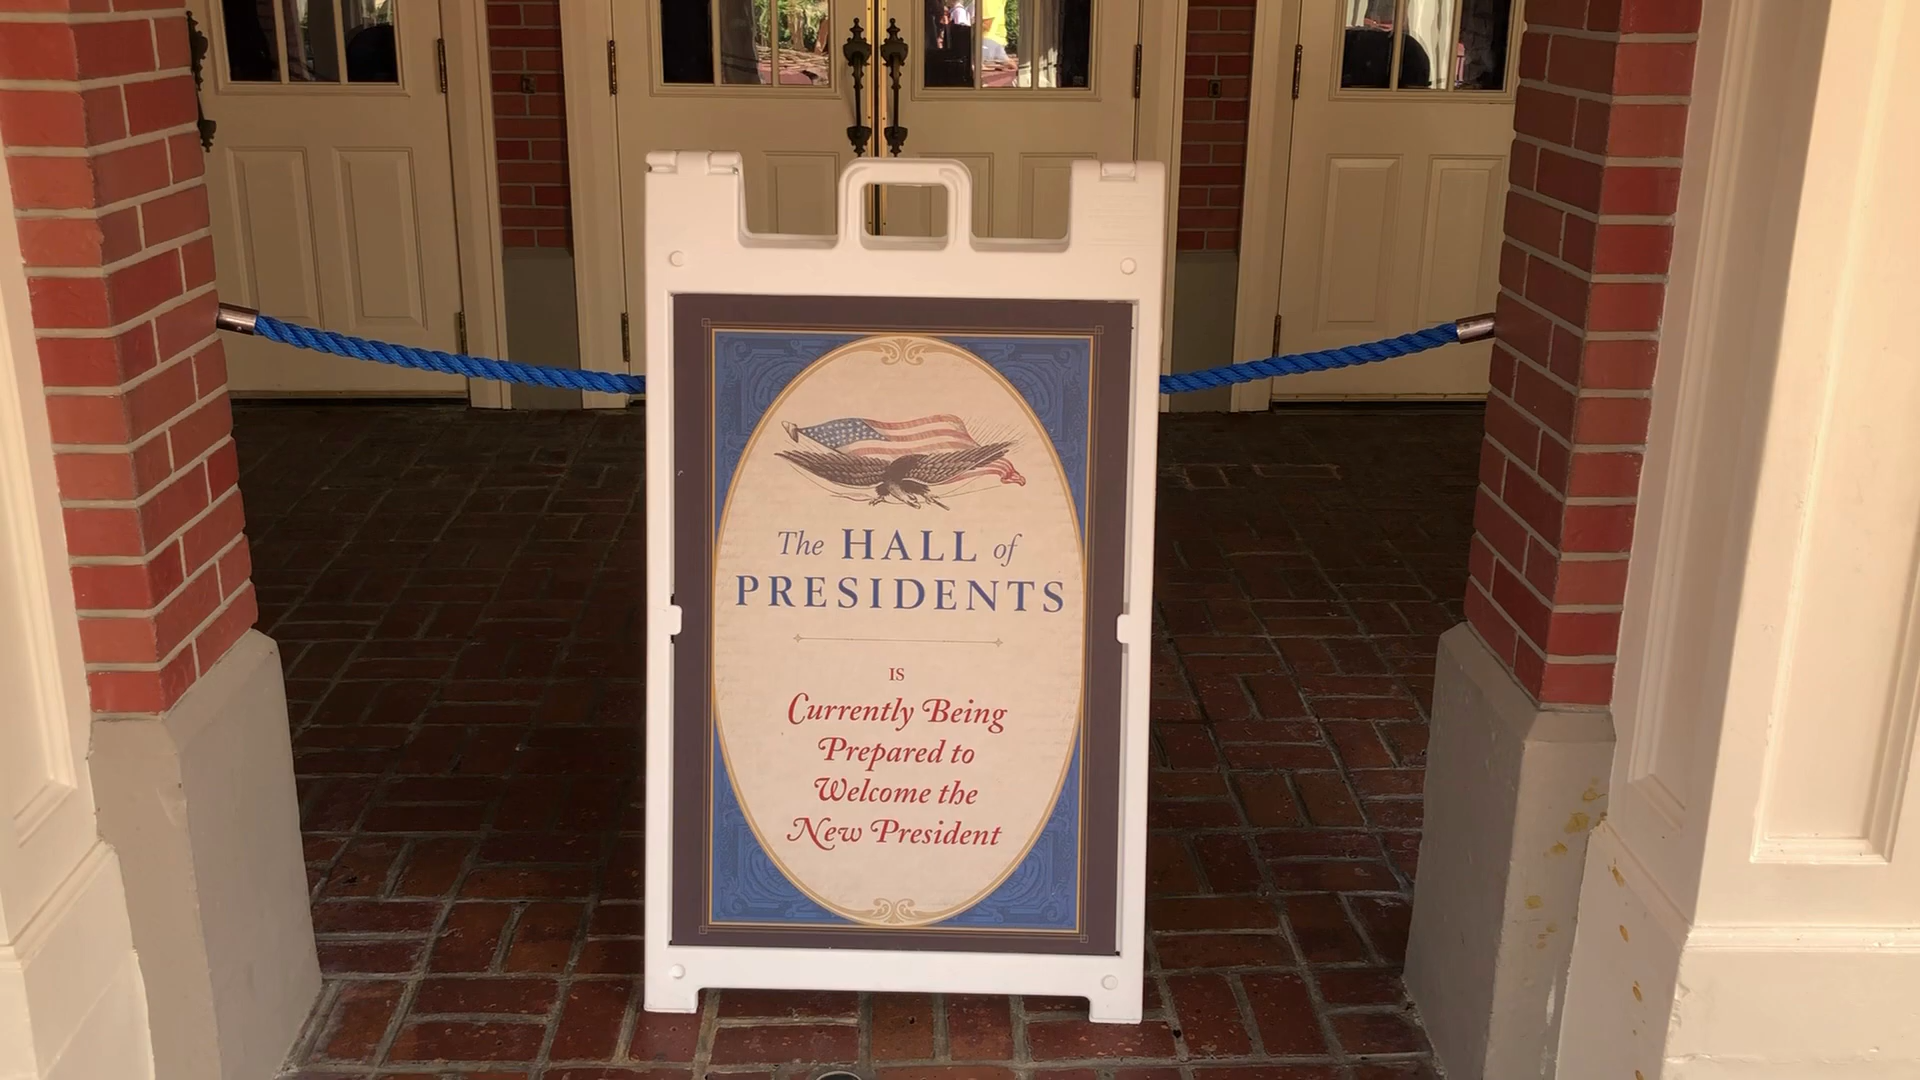 The HALL of
PRESIDENTS
IS
Currently Being
Prepared to
Welcome the
New President